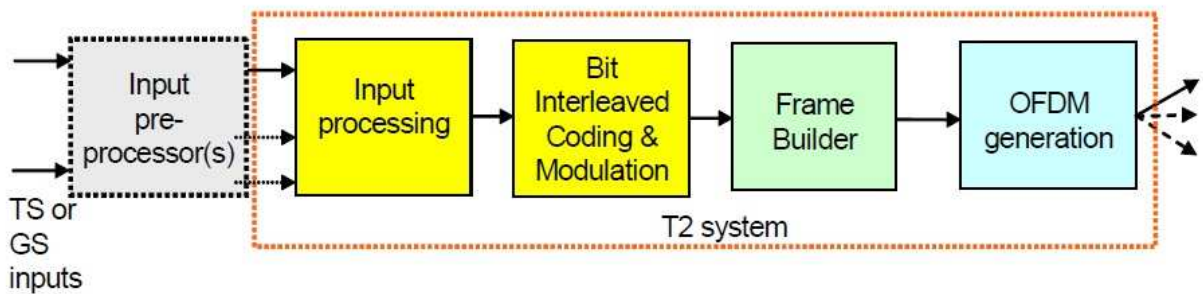 Input
pre-
processor(s)
Input
processing
Bit
Interleaved
Coding &
Modulation
Frame
Builder
OFDM
generation
TS or
GS
inputs
T2 system